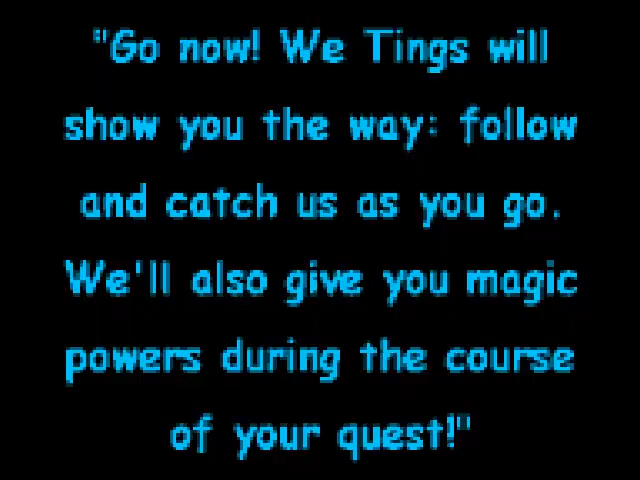 "Go now! We Tings will
show you the way: follow
and catch us as you go.
We'll also give you magic
powers during the course
of your quest!"